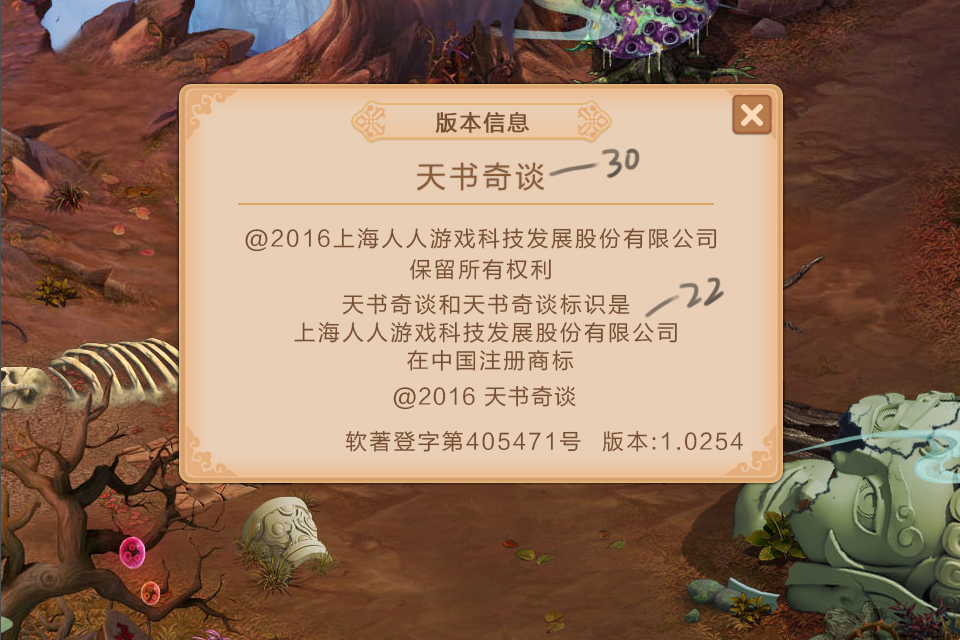 版本信息
天书奇谈 —30
@2016上海人人游戏科技发展股份有限公司
保留所有权利
天书奇谈和天书奇谈标识是 —22
上海人人游戏科技发展股份有限公司
在中国注册商标
@2016 天书奇谈
软著登字第405471号 版本:1.0254